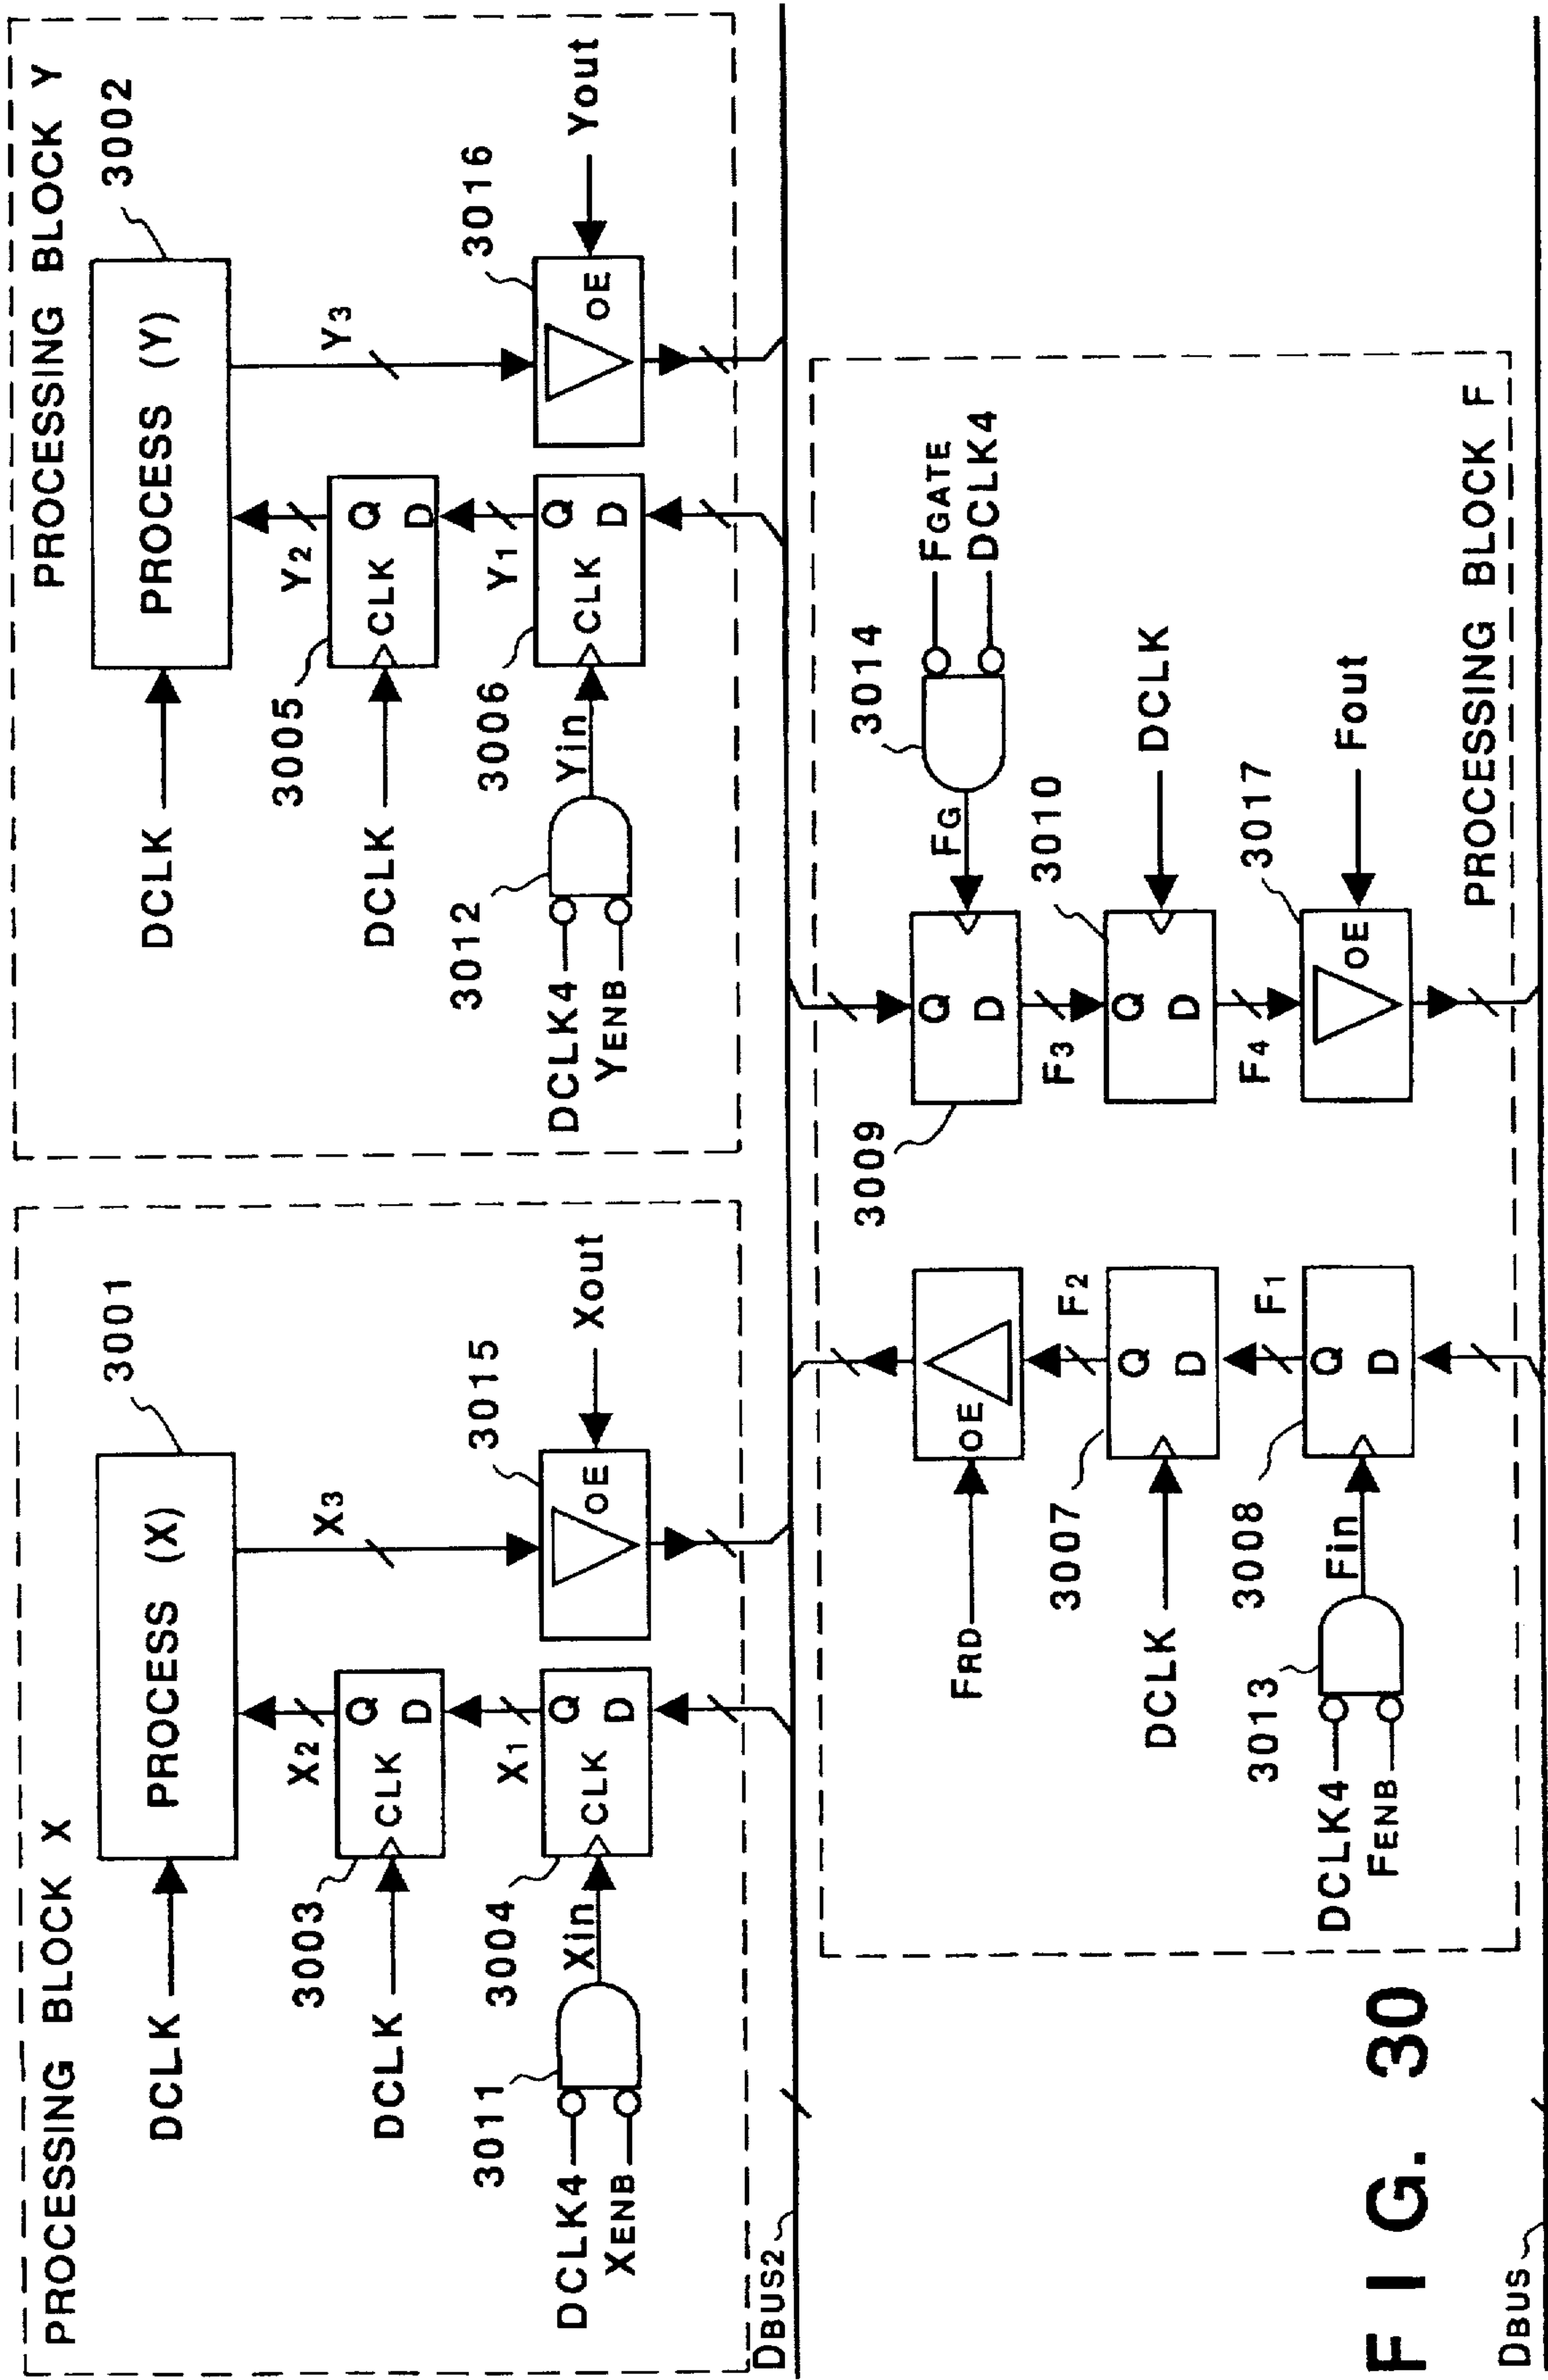 PROCESSING BLOCK X
3001
PROCESS (X)
DCLK
X2
X3
3003
CLK
Q
D
DCLK
X1
3015
3004
CLK
Q
D
OE
Xout
Xin
3011
DCLK4
XENB
PROCESSING BLOCK Y
3002
PROCESS (Y)
DCLK
Y2
Y3
3005
CLK
Q
D
DCLK
Y1
3016
3006
CLK
Q
D
OE
Yout
Yin
3012
DCLK4
YENB
DBUS2
FRD
OE
F2
3007
Q
D
DCLK
F1
3008
Q
D
Fin
3013
DCLK4
FENB
3009
Q
D
FG
3014
FGATE
DCLK4
F3
3010
Q
D
DCLK
F4
3017
OE
Fout
PROCESSING BLOCK F
FIG. 30
DBUS